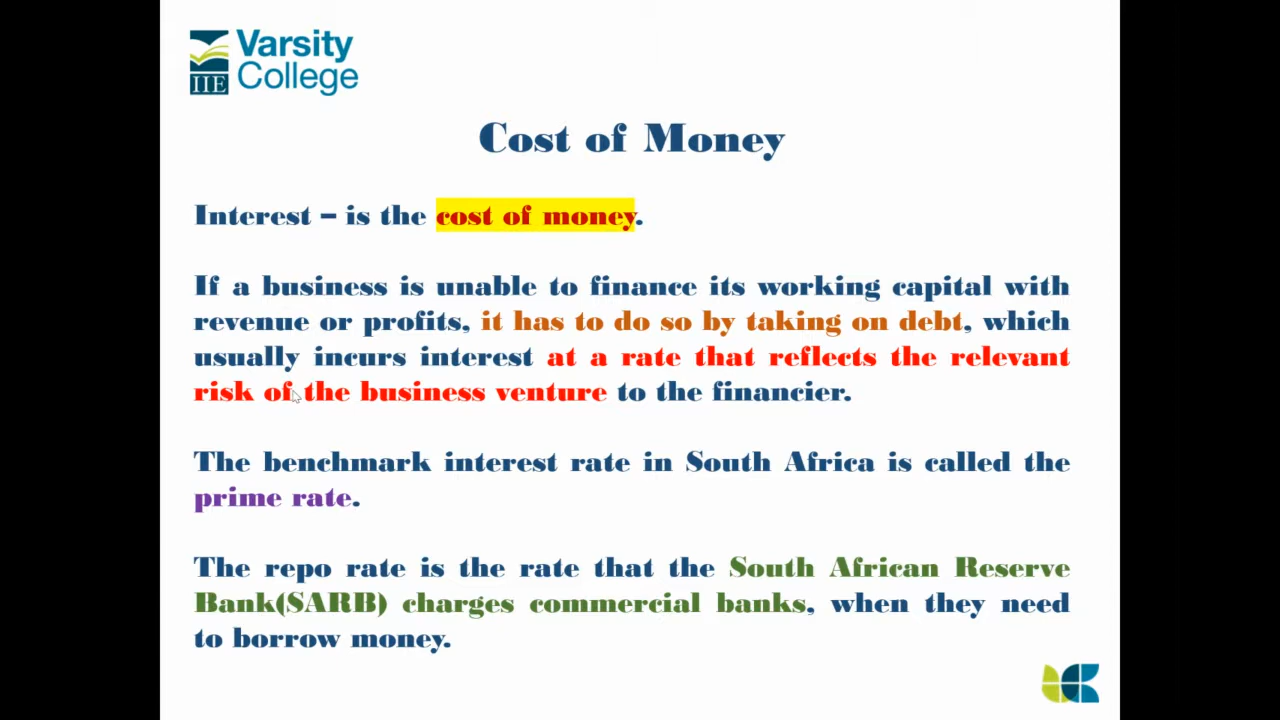 Varsity
College
IIE
Cost of Money
Interest – is the cost of money.
If a business is unable to finance its working capital with
revenue or profits, it has to do so by taking on debt, which
usually incurs interest at a rate that reflects the relevant
risk of the business venture to the financier.
The benchmark interest rate in South Africa is called the
prime rate.
The repo rate is the rate that the South African Reserve
Bank(SARB) charges commercial banks, when they need
to borrow money.